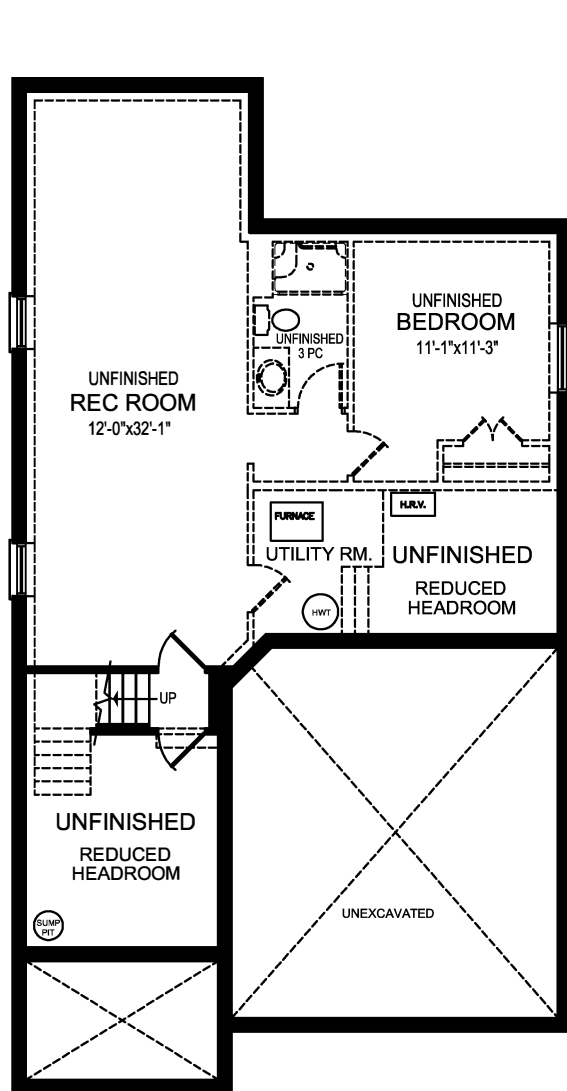 UNFINISHED
BEDROOM
11'-1"x11'-3"
UNFINISHED
3 PC
UNFINISHED
REC ROOM
12'-0"x32'-1"
FURNACE
H.R.V.
UTILITY RM.
UNFINISHED
REDUCED
HEADROOM
HWT
UP
UNFINISHED
REDUCED
HEADROOM
SUMP
PIT
UNEXCAVATED